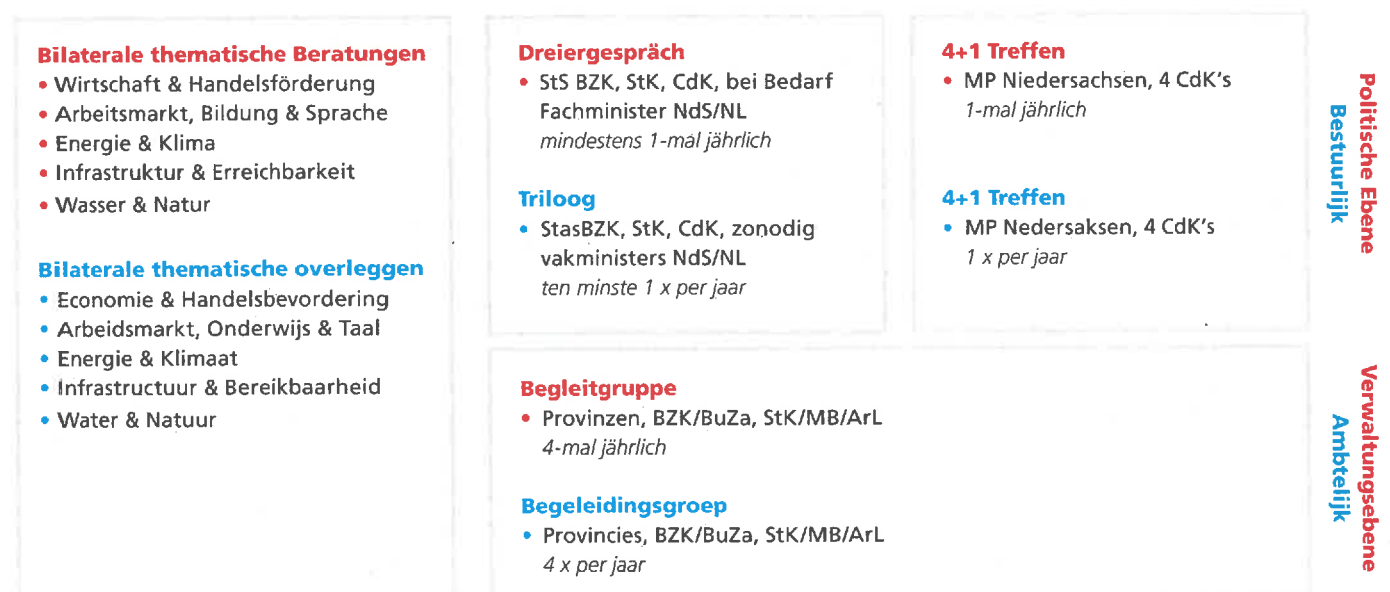 Bilaterale thematische Beratungen
• Wirtschaft & Handelsförderung
• Arbeitsmarkt, Bildung & Sprache
• Energie & Klima
• Infrastruktur & Erreichbarkeit
• Wasser & Natur
Bilaterale thematische overleggen
• Economie & Handelsbevordering
• Arbeidsmarkt, Onderwijs & Taal
• Energie & Klimaat
• Infrastructuur & Bereikbaarheid
• Water & Natuur
Dreiergespräch
• StS BZK, StK, CdK, bei Bedarf
Fachminister NdS/NL
mindestens 1-mal jährlich
Triloog
• StasBZK, StK, CdK, zonodig
vakministers NdS/NL
ten minste 1 x per jaar
4+1 Treffen
• MP Niedersachsen, 4 CdK's
1-mal jährlich
4+1 Treffen
• MP Nedersaksen, 4 CdK's
1 x per jaar
Politische Ebene
Bestuurlijk
Begleitgruppe
• Provinzen, BZK/BuZa, StK/MB/ArL
4-mal jährlich
Begeleidingsgroep
• Provincies, BZK/BuZa, StK/MB/ArL
4 x per jaar
Verwaltungsebene
Ambtelijk